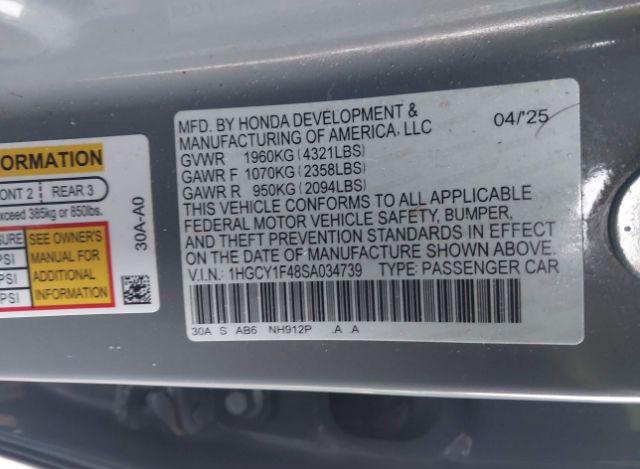 MFD. BY HONDA DEVELOPMENT &
MANUFACTURING OF AMERICA, LLC
04/'25
GVWR 1960KG (4321LBS)
GAWR F 1070KG (2358LBS)
GAWR R 950KG (2094LBS)
THIS VEHICLE CONFORMS TO ALL APPLICABLE
FEDERAL MOTOR VEHICLE SAFETY, BUMPER,
AND THEFT PREVENTION STANDARDS IN EFFECT
ON THE DATE OF MANUFACTURE SHOWN ABOVE.
V.I.N.: 1HGCY1F48SA034739 TYPE: PASSENGER CAR
30A S AB6 NH912P .A .A
ORMATION
ONT 2 REAR 3
xceed 385kg or 850lbs.
URE SEE OWNER'S
PSI MANUAL FOR
ADDITIONAL
PSI INFORMATION
30A-A0